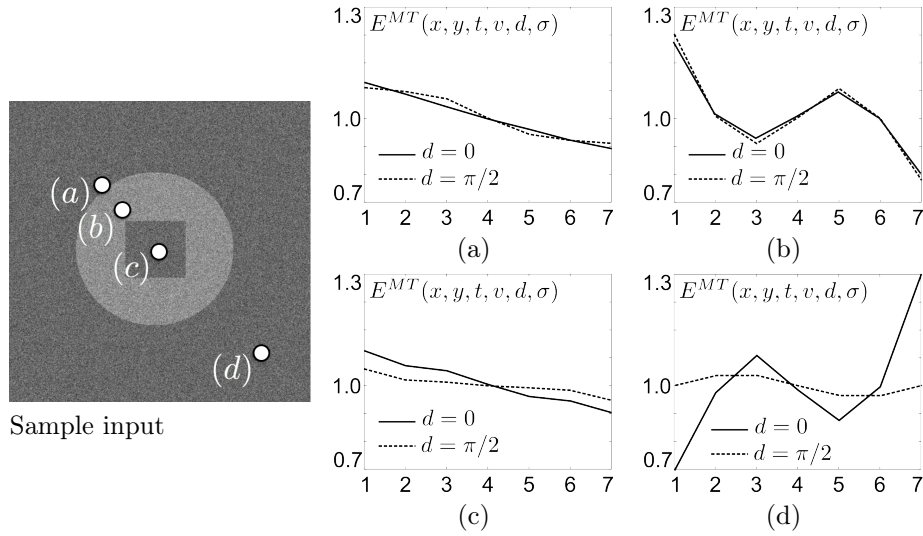 (a)
(b)
(c)
(d)
Sample input
1.3
1.0
0.7
E^{MT}(x, y, t, v, d, σ)
d = 0
d = π/2
1 2 3 4 5 6 7
(a)
1.3
1.0
0.7
E^{MT}(x, y, t, v, d, σ)
d = 0
d = π/2
1 2 3 4 5 6 7
(b)
1.3
1.0
0.7
E^{MT}(x, y, t, v, d, σ)
d = 0
d = π/2
1 2 3 4 5 6 7
(c)
1.3
1.0
0.7
E^{MT}(x, y, t, v, d, σ)
d = 0
d = π/2
1 2 3 4 5 6 7
(d)